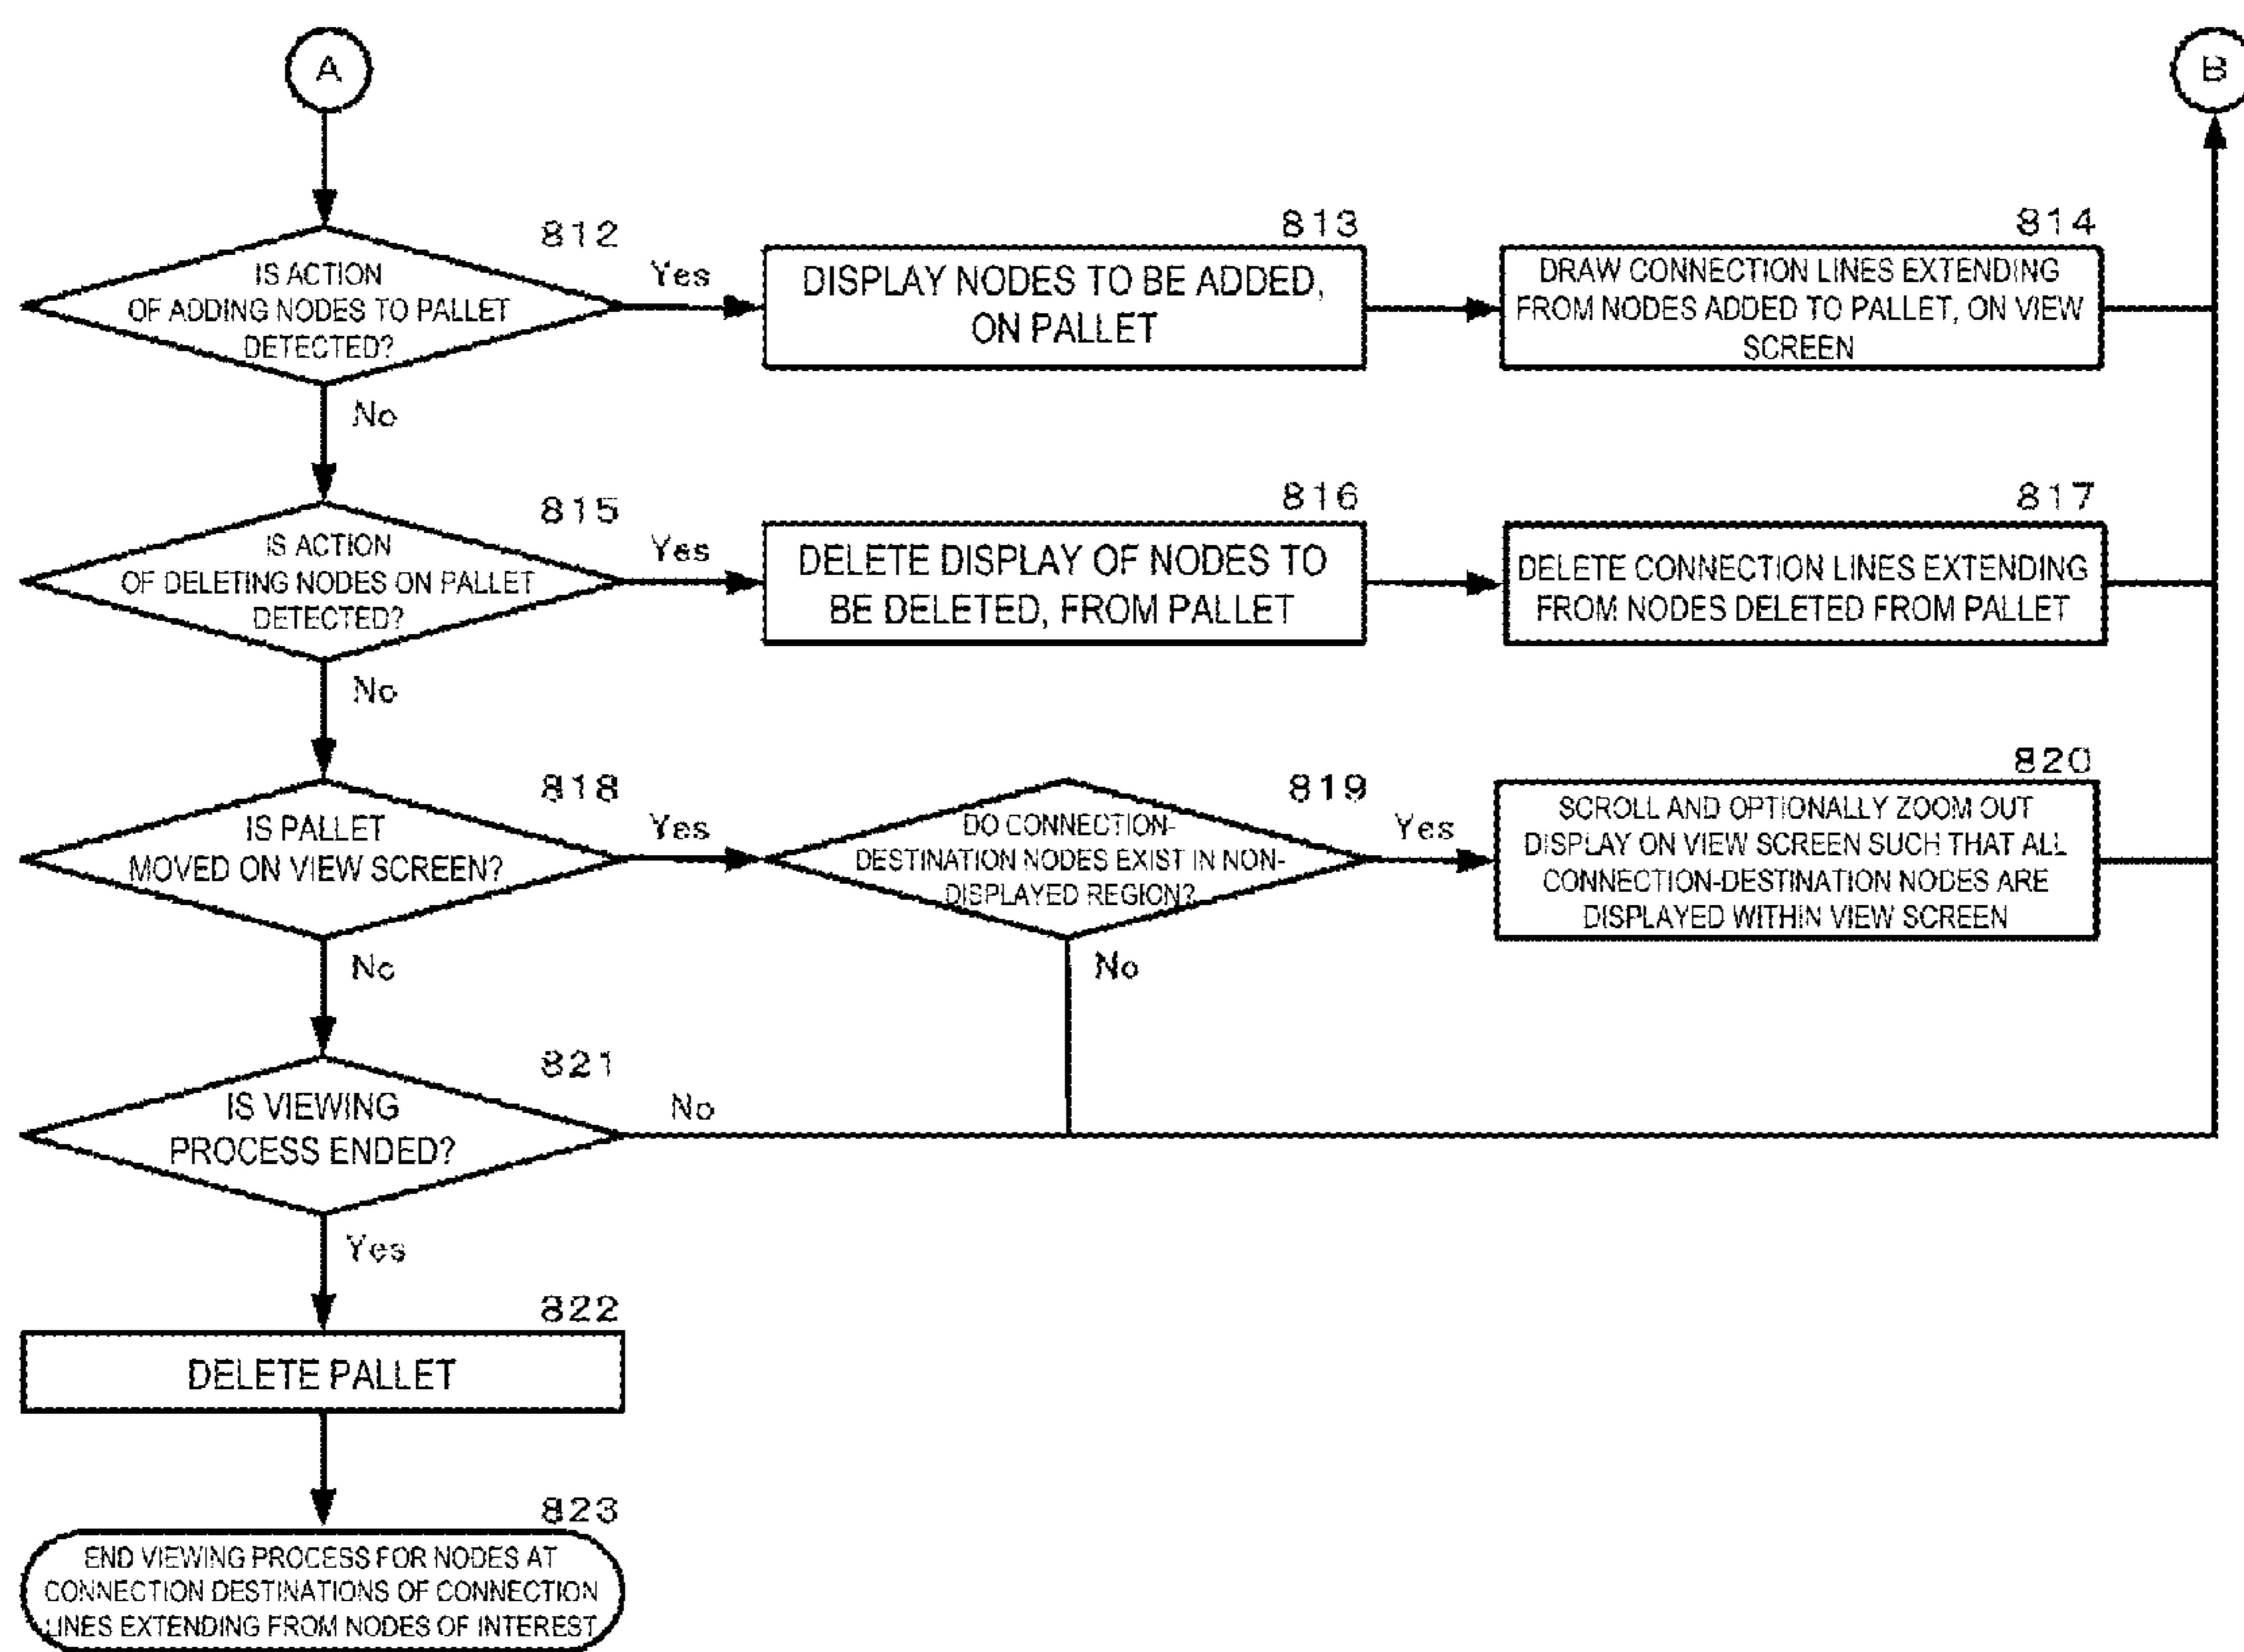 A
B
812
IS ACTION
OF ADDING NODES TO PALLET
DETECTED?
Yes
813
DISPLAY NODES TO BE ADDED,
ON PALLET
814
DRAW CONNECTION LINES EXTENDING
FROM NODES ADDED TO PALLET, ON VIEW
SCREEN
No
815
IS ACTION
OF DELETING NODES ON PALLET
DETECTED?
Yes
816
DELETE DISPLAY OF NODES TO
BE DELETED, FROM PALLET
817
DELETE CONNECTION LINES EXTENDING
FROM NODES DELETED FROM PALLET
No
818
IS PALLET
MOVED ON VIEW SCREEN?
Yes
819
DO CONNECTION-
DESTINATION NODES EXIST IN NON-
DISPLAYED REGION?
Yes
820
SCROLL AND OPTIONALLY ZOOM OUT
DISPLAY ON VIEW SCREEN SUCH THAT ALL
CONNECTION-DESTINATION NODES ARE
DISPLAYED WITHIN VIEW SCREEN
No
No
821
IS VIEWING
PROCESS ENDED?
No
Yes
822
DELETE PALLET
823
END VIEWING PROCESS FOR NODES AT
CONNECTION DESTINATIONS OF CONNECTION
LINES EXTENDING FROM NODES OF INTEREST